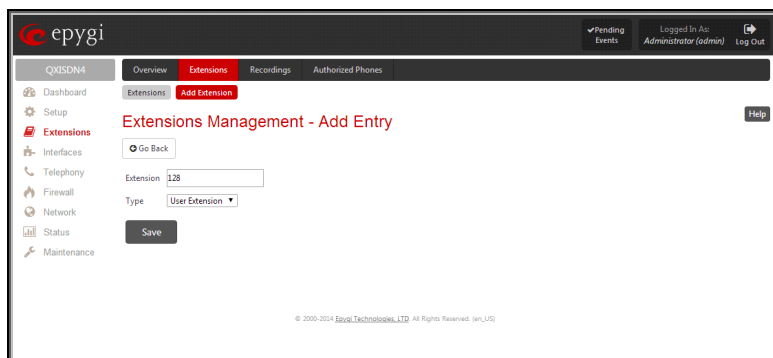 epygi
✔Pending Events
Logged In As:
Administrator (admin)
Log Out
QXISDN4
Overview
Extensions
Recordings
Authorized Phones
Dashboard
Setup
Extensions
Interfaces
Telephony
Firewall
Network
Status
Maintenance
Extensions
Add Extension
Extensions Management - Add Entry
Help
Go Back
Extension 128
Type User Extension ▼
Save
© 2000-2014 Epygi Technologies, LTD. All Rights Reserved. (en_US)